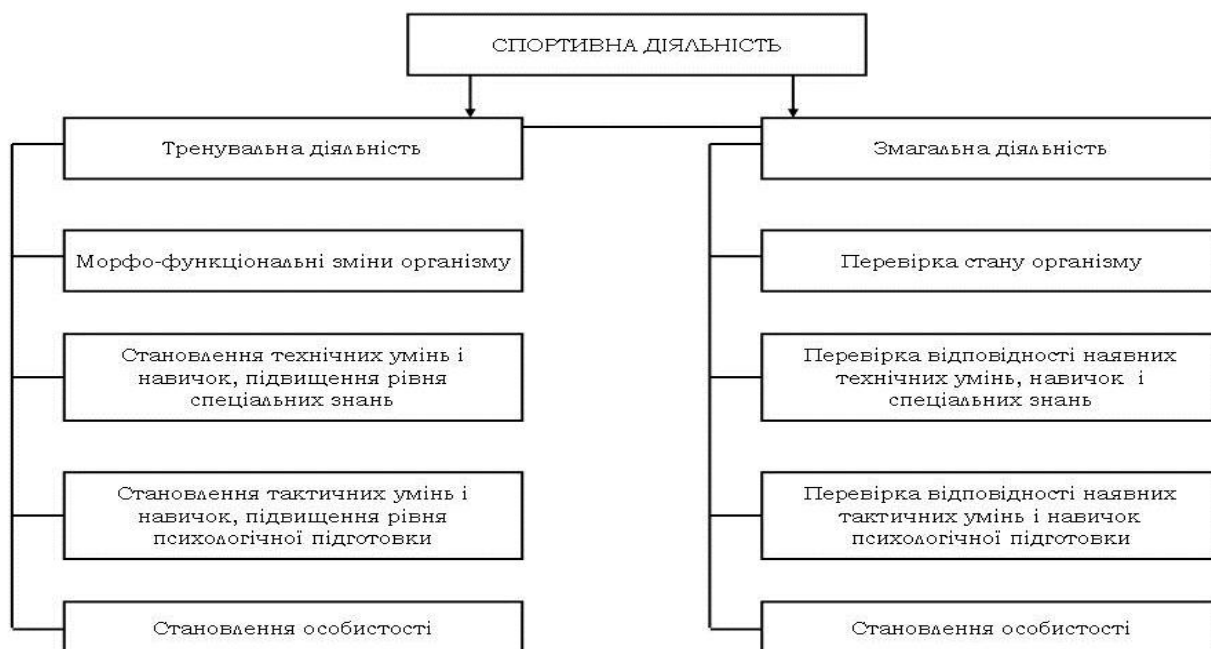 СПОРТИВНА ДІЯЛЬНІСТЬ
Тренувальна діяльність
Змагальна діяльність
Морфо-функціональні зміни організму
Перевірка стану організму
Становлення технічних умінь і
навичок, підвищення рівня
спеціальних знань
Перевірка відповідності наявних
технічних умінь, навичок і
спеціальних знань
Становлення тактичних умінь і
навичок, підвищення рівня
психологічної підготовки
Перевірка відповідності наявних
тактичних умінь і навичок
психологічної підготовки
Становлення особистості
Становлення особистості